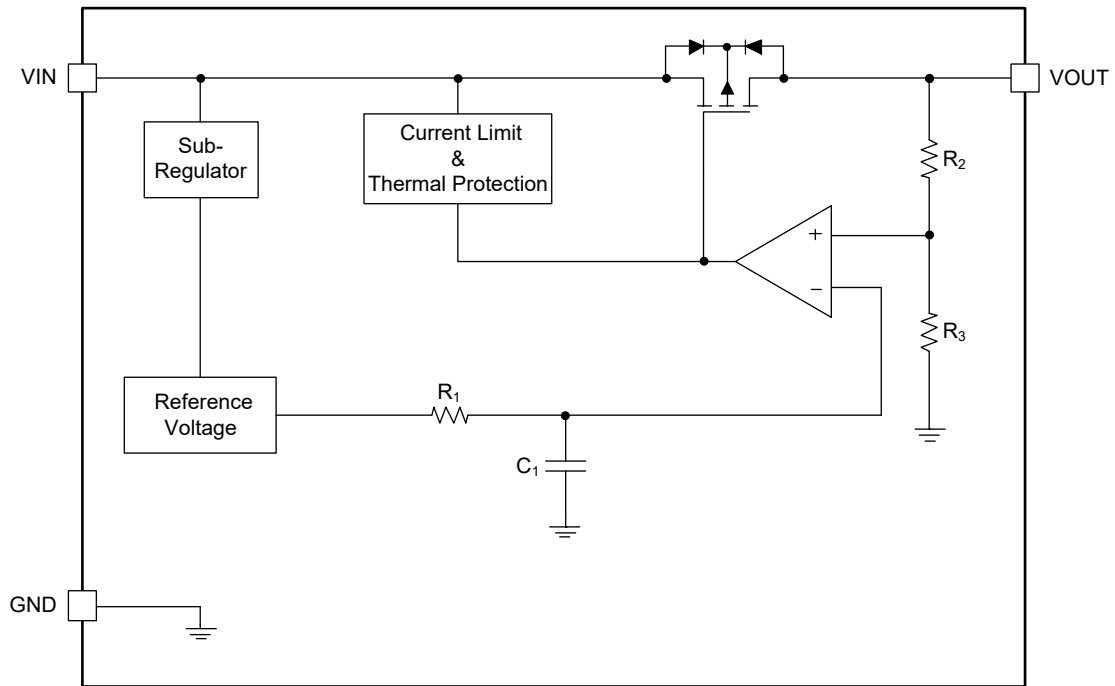 VIN
VOUT
Sub-
Regulator
Current Limit
&
Thermal Protection
R₂
+
−
R₃
Reference
Voltage
R₁
C₁
GND